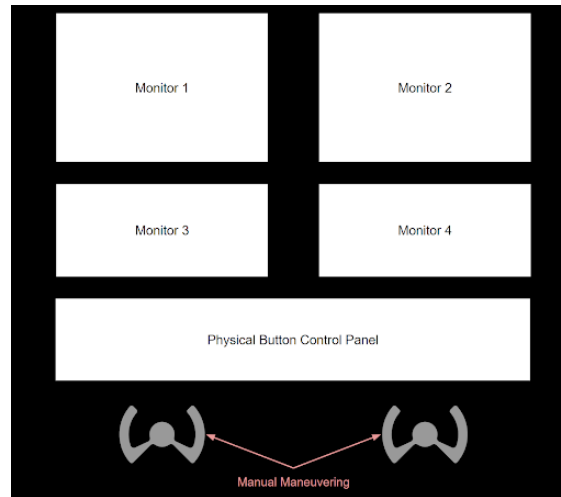 Monitor 1
Monitor 2
Monitor 3
Monitor 4
Physical Button Control Panel
Manual Maneuvering